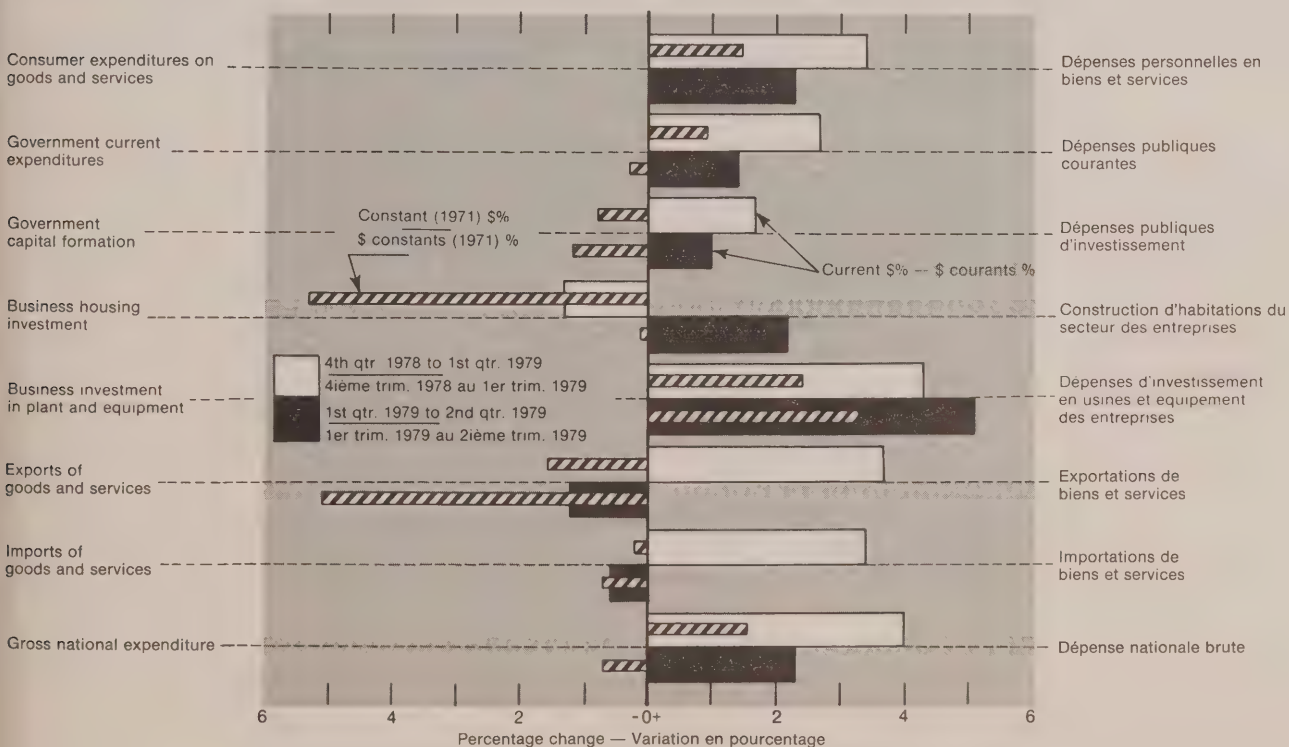 Consumer expenditures on
goods and services
Dépenses personnelles en
biens et services
Government current
expenditures
Dépenses publiques
courantes
Government
capital formation
Constant (1971) $%
$ constants (1971) %
Dépenses publiques
d'investissement
Current $% — $ courants %
Business housing
investment
Construction d'habitations du
secteur des entreprises
4th qtr 1978 to 1st qtr. 1979
4ième trim. 1978 au 1er trim. 1979
1st qtr. 1979 to 2nd qtr. 1979
1er trim. 1979 au 2ième trim. 1979
Business investment
in plant and equipment
Dépenses d'investissement
en usines et equipement
des entreprises
Exports of
goods and services
Exportations de
biens et services
Imports of
goods and services
Importations de
biens et services
Gross national expenditure
Dépense nationale brute
6 4 2 -0+ 2 4 6
Percentage change — Variation en pourcentage